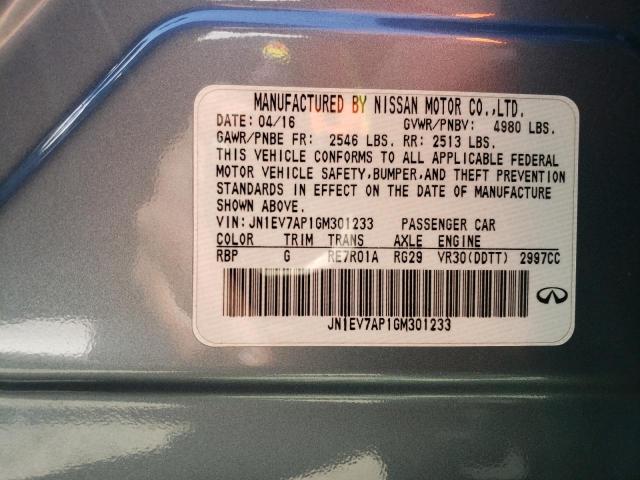 MANUFACTURED BY NISSAN MOTOR CO.,LTD.
DATE: 04/16 GVWR/PNBV: 4980 LBS.
GAWR/PNBE FR: 2546 LBS. RR: 2513 LBS.
THIS VEHICLE CONFORMS TO ALL APPLICABLE FEDERAL
MOTOR VEHICLE SAFETY,BUMPER,AND THEFT PREVENTION
STANDARDS IN EFFECT ON THE DATE OF MANUFACTURE
SHOWN ABOVE.
VIN:JN1EV7AP1GM301233 PASSENGER CAR
COLOR TRIM TRANS AXLE ENGINE
RBP G RE7R01A RG29 VR30(DDTT) 2997CC
JN1EV7AP1GM301233